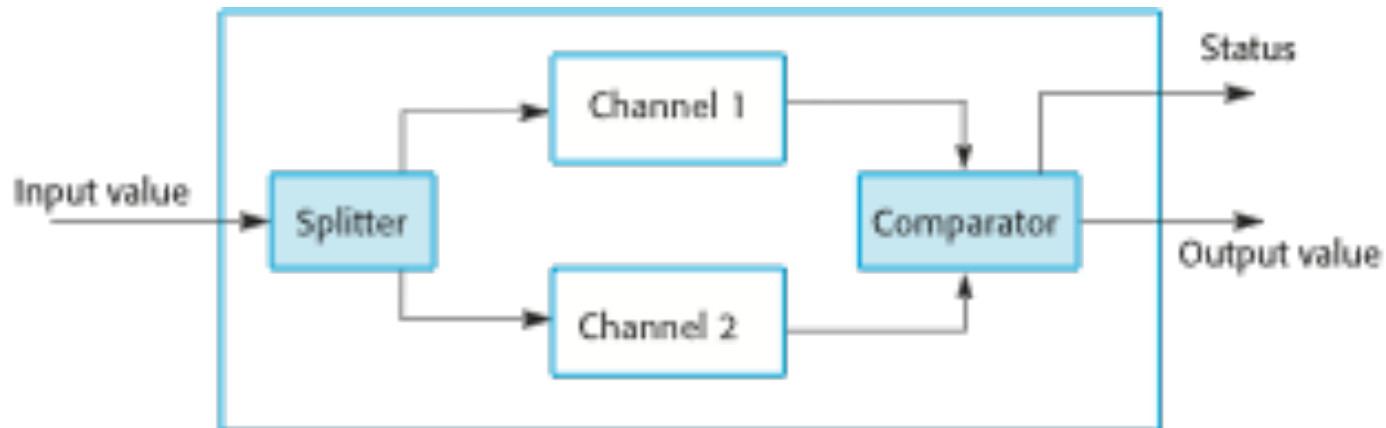 Status
Channel 1
Input value
Splitter
Comparator
Output value
Channel 2